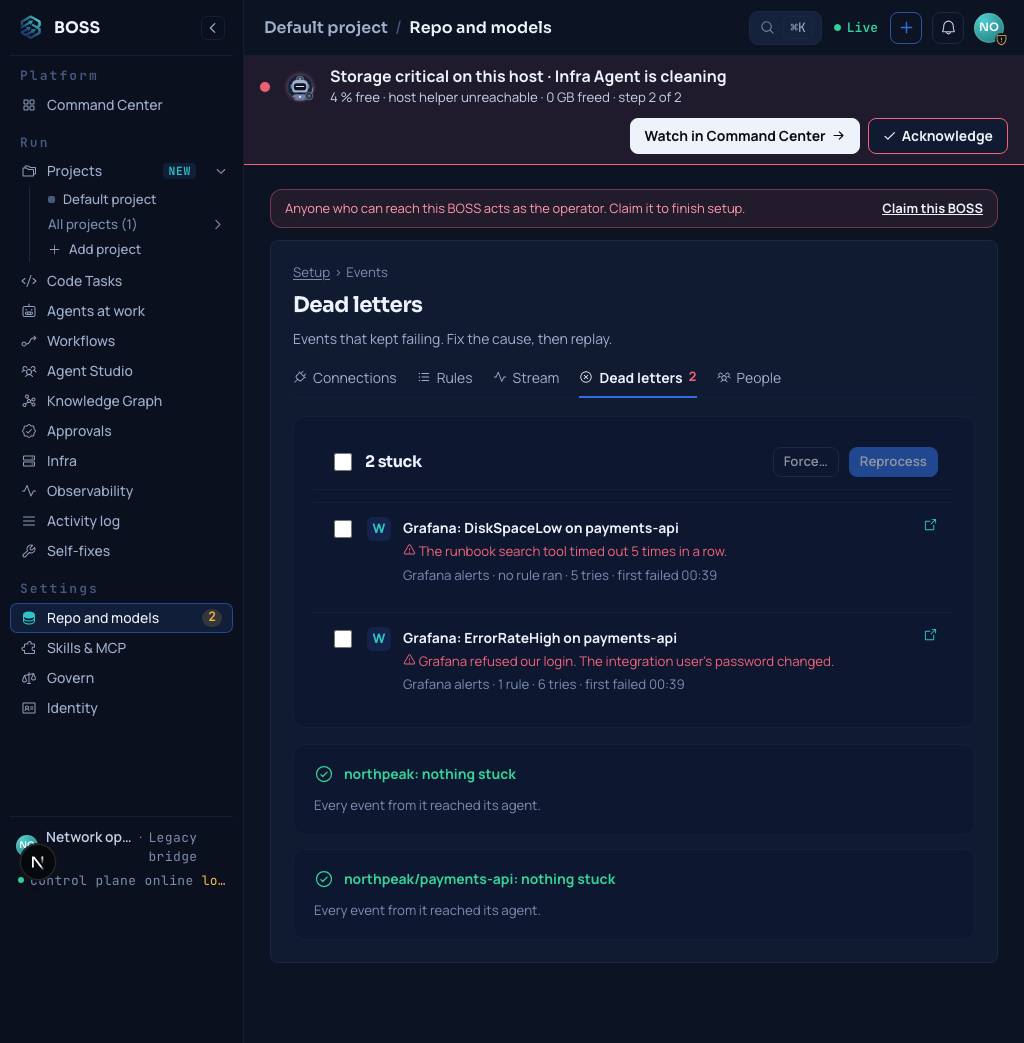 BOSS
Default project / Repo and models
⌘K
Live
NO
Platform
Command Center
Run
Projects NEW
Default project
All projects (1)
Add project
Code Tasks
Agents at work
Workflows
Agent Studio
Knowledge Graph
Approvals
Infra
Observability
Activity log
Self-fixes
Settings
Repo and models 2
Skills & MCP
Govern
Identity
Network op… · Legacy
bridge
N
control plane online lo…
Storage critical on this host · Infra Agent is cleaning
4 % free · host helper unreachable · 0 GB freed · step 2 of 2
Watch in Command Center →
Acknowledge
Anyone who can reach this BOSS acts as the operator. Claim it to finish setup.
Claim this BOSS
Setup › Events
Dead letters
Events that kept failing. Fix the cause, then replay.
Connections
Rules
Stream
Dead letters 2
People
2 stuck
Force…
Reprocess
W
Grafana: DiskSpaceLow on payments-api
The runbook search tool timed out 5 times in a row.
Grafana alerts · no rule ran · 5 tries · first failed 00:39
W
Grafana: ErrorRateHigh on payments-api
Grafana refused our login. The integration user's password changed.
Grafana alerts · 1 rule · 6 tries · first failed 00:39
northpeak: nothing stuck
Every event from it reached its agent.
northpeak/payments-api: nothing stuck
Every event from it reached its agent.